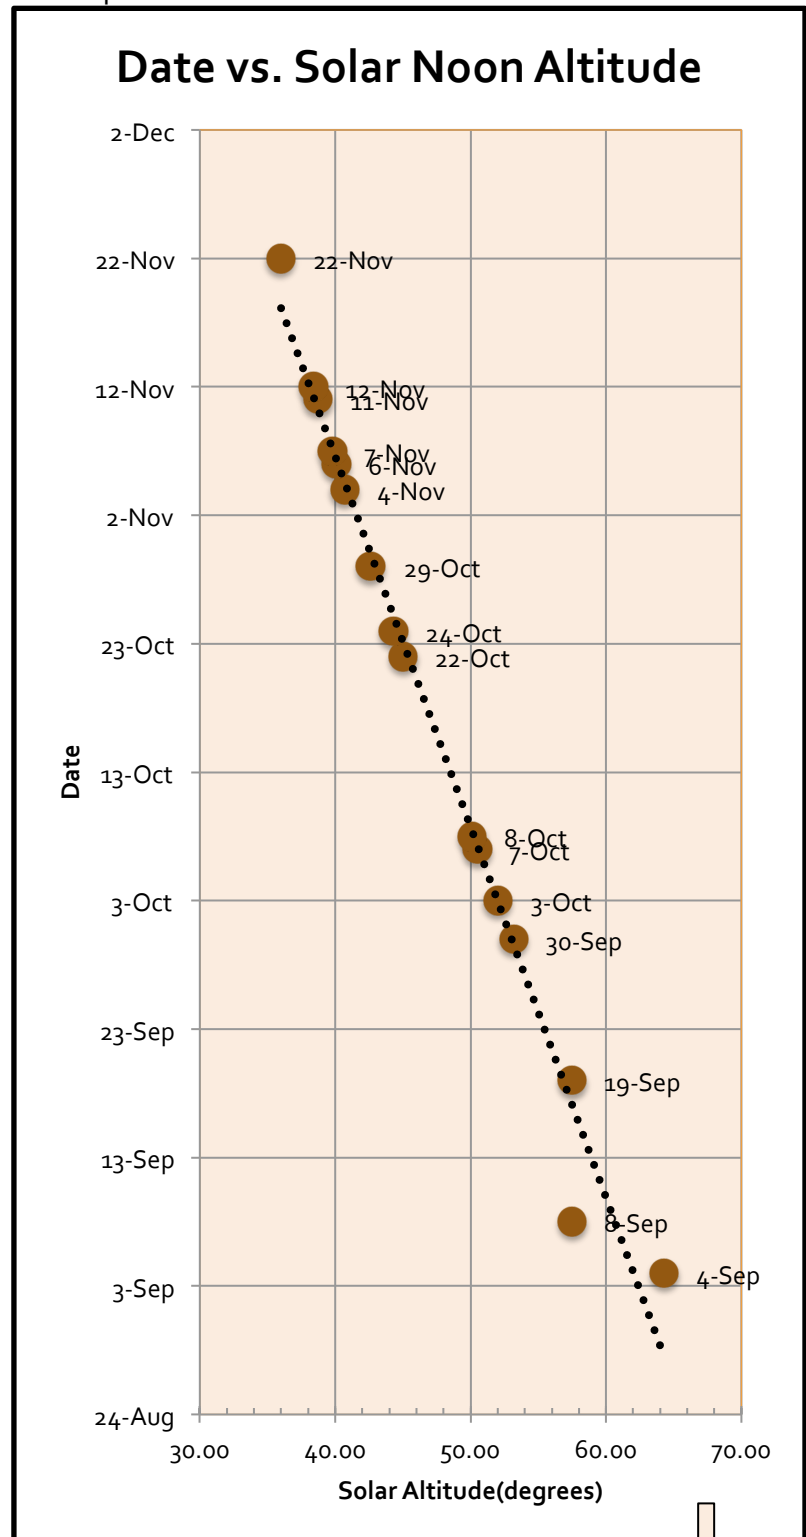 Date vs. Solar Noon Altitude
2-Dec
22-Nov
12-Nov
2-Nov
23-Oct
13-Oct
3-Oct
23-Sep
13-Sep
3-Sep
24-Aug
Date
22-Nov
12-Nov
11-Nov
7-Nov
6-Nov
4-Nov
29-Oct
24-Oct
22-Oct
8-Oct
7-Oct
3-Oct
30-Sep
19-Sep
8-Sep
4-Sep
30.00 40.00 50.00 60.00 70.00
Solar Altitude(degrees)